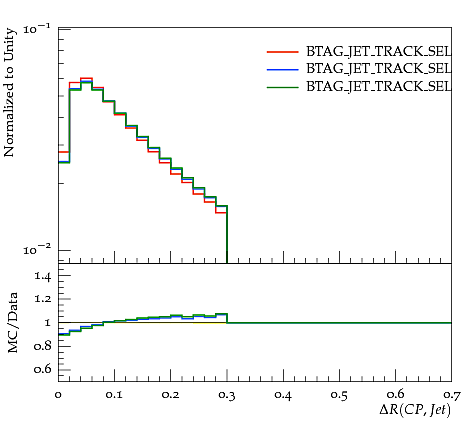 10⁻¹
Normalized to Unity
BTAG_JET_TRACK_SEL
BTAG_JET_TRACK_SEL
BTAG_JET_TRACK_SEL
10⁻²
MC/Data
1.4
1.2
1
0.8
0.6
0 0.1 0.2 0.3 0.4 0.5 0.6 0.7
ΔR(CP, Jet)